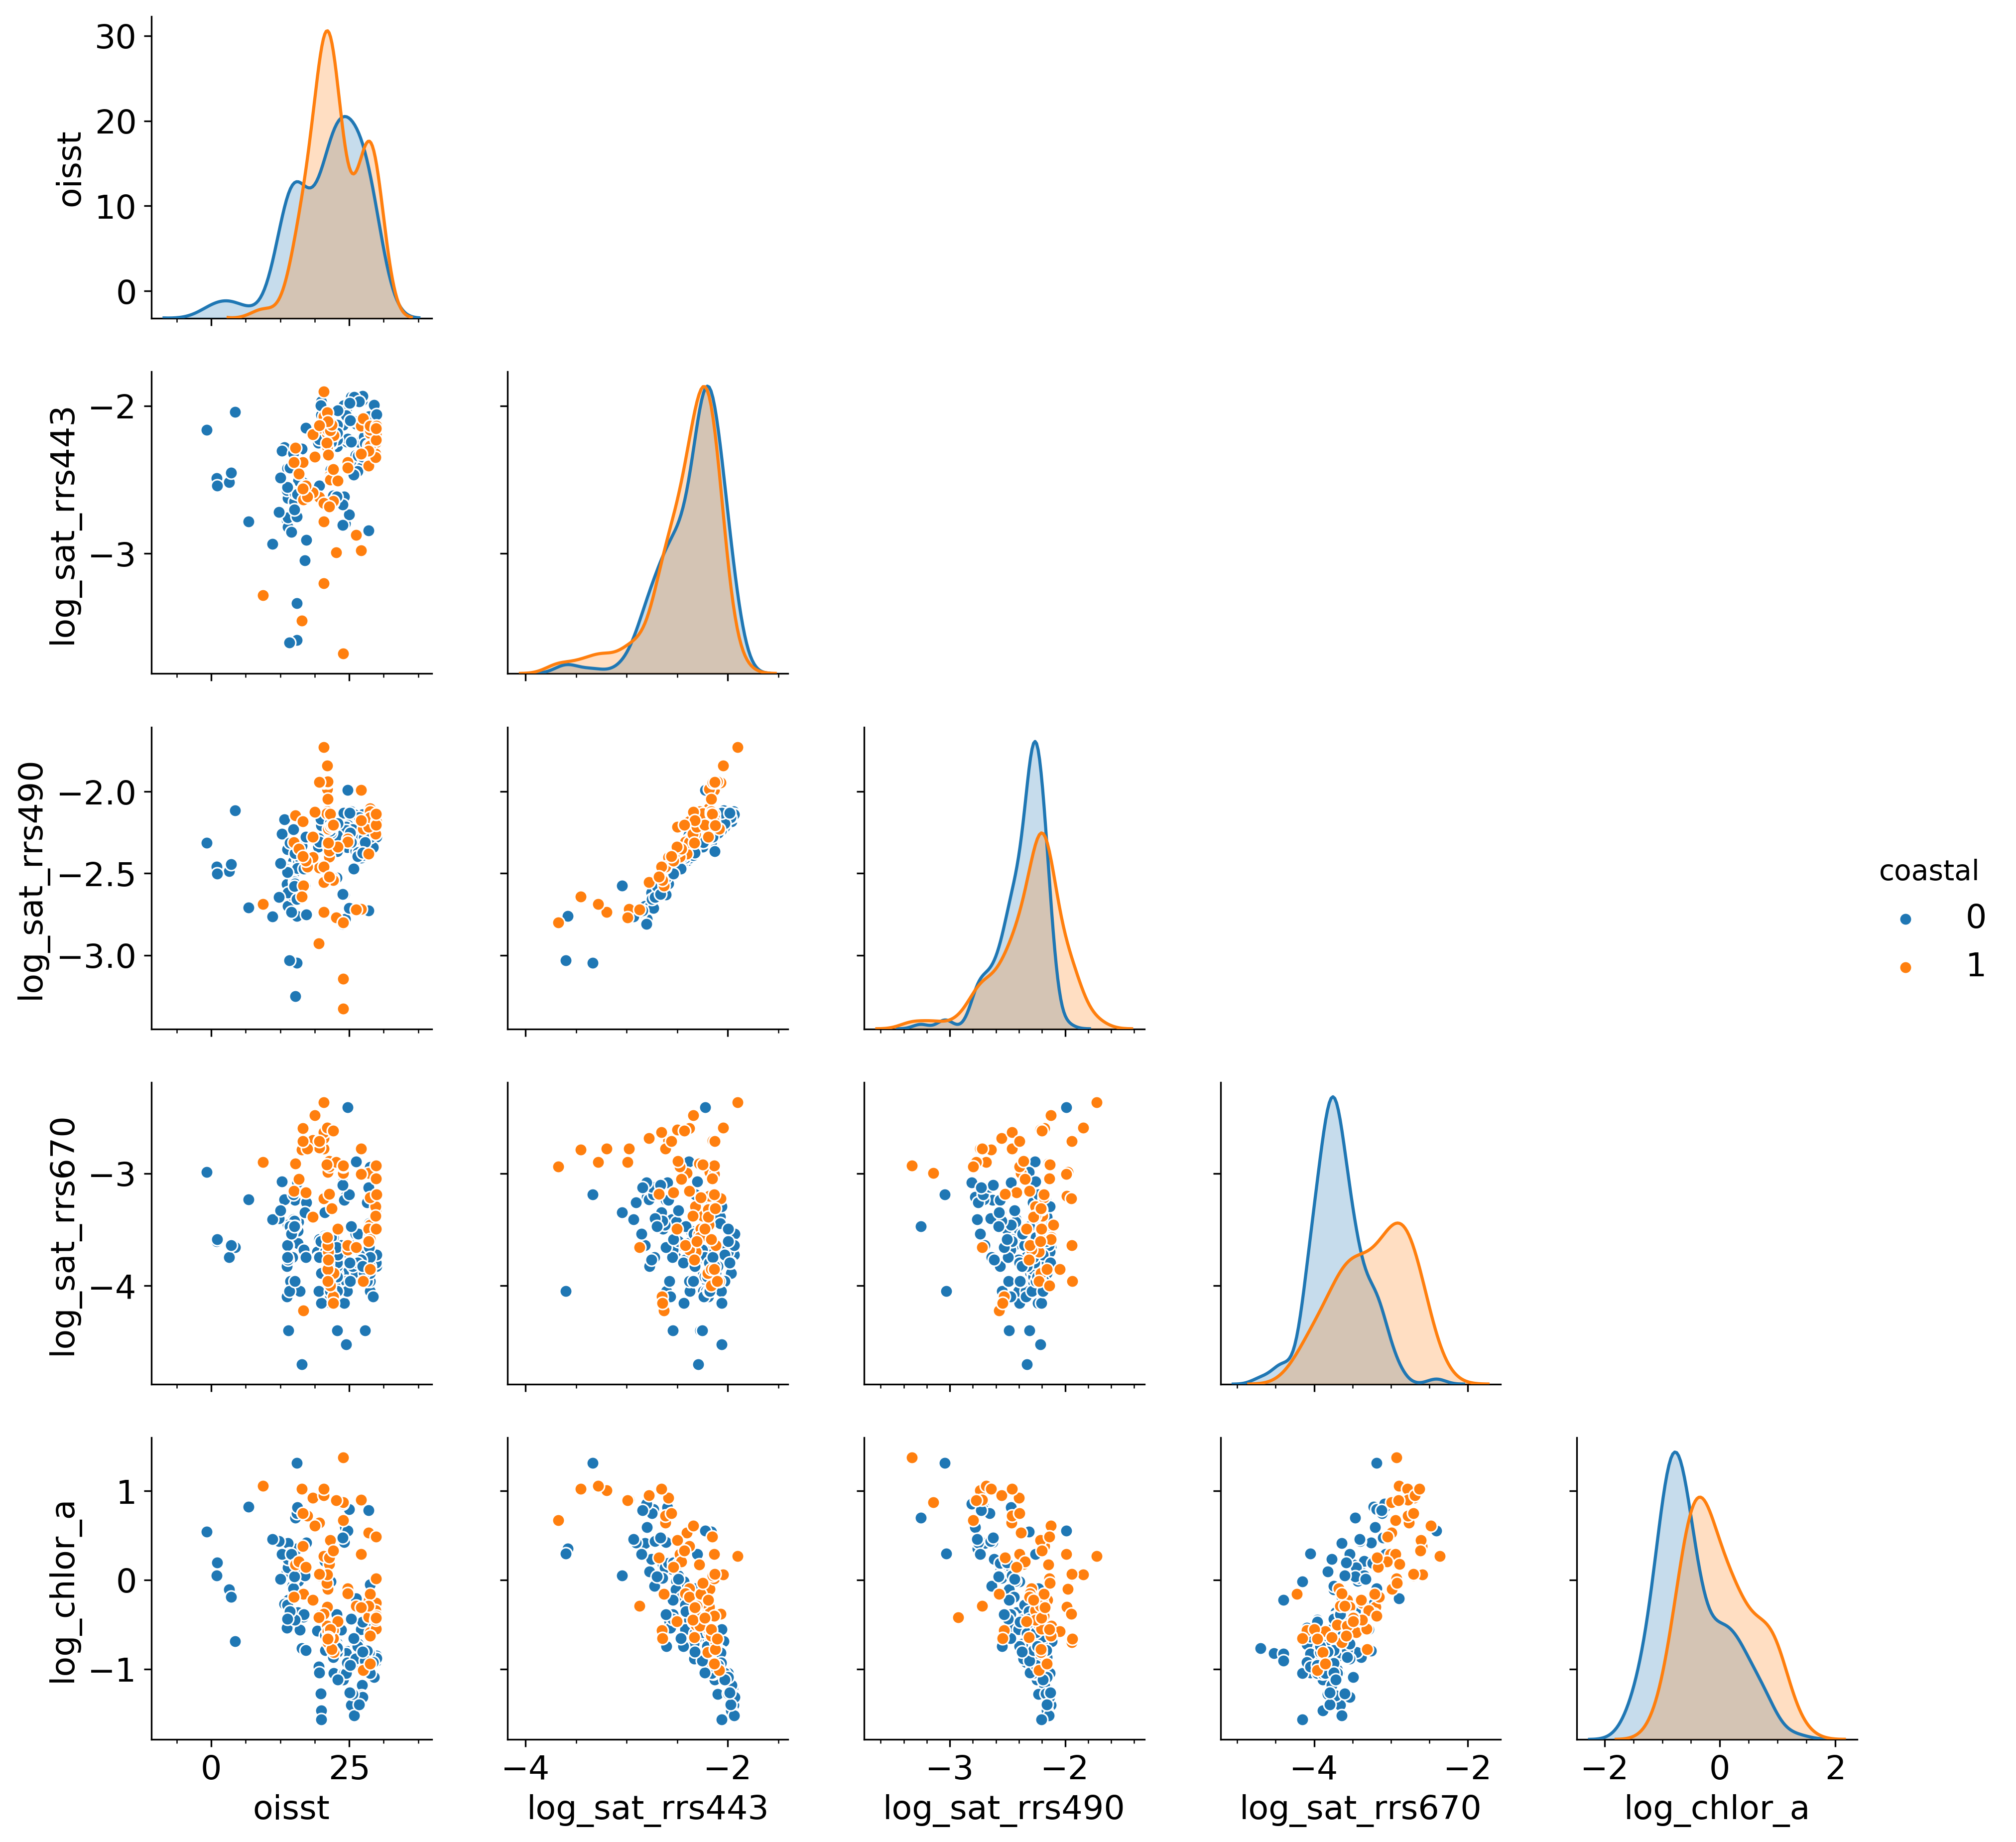 30
20
10
0
oisst
−2
−3
log_sat_rrs443
−2.0
−2.5
−3.0
log_sat_rrs490
coastal
0
1
−3
−4
log_sat_rrs670
1
0
−1
log_chlor_a
0 25
oisst
−4 −2
log_sat_rrs443
−3 −2
log_sat_rrs490
−4 −2
log_sat_rrs670
−2 0 2
log_chlor_a